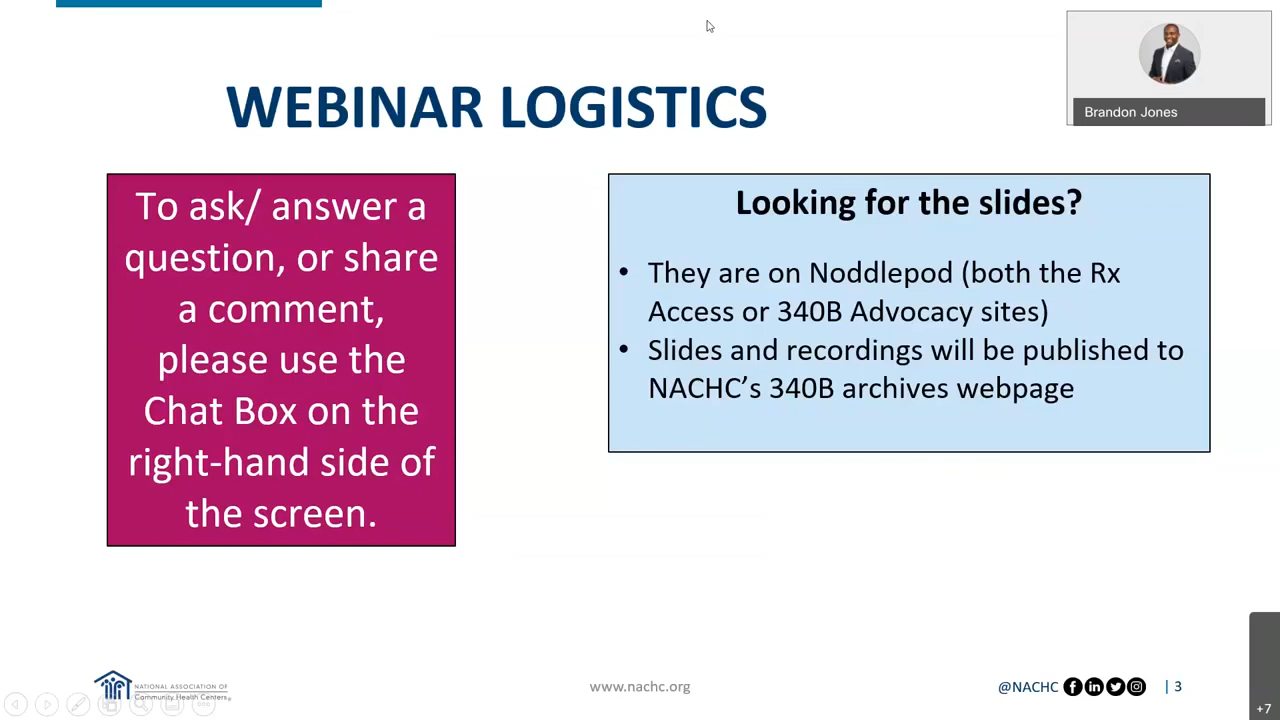 WEBINAR LOGISTICS
Brandon Jones
To ask/ answer a
question, or share
a comment,
please use the
Chat Box on the
right-hand side of
the screen.
Looking for the slides?
• They are on Noddlepod (both the Rx
Access or 340B Advocacy sites)
• Slides and recordings will be published to
NACHC’s 340B archives webpage
NATIONAL ASSOCIATION OF
Community Health Centers
www.nachc.org
@NACHC
| 3
+7